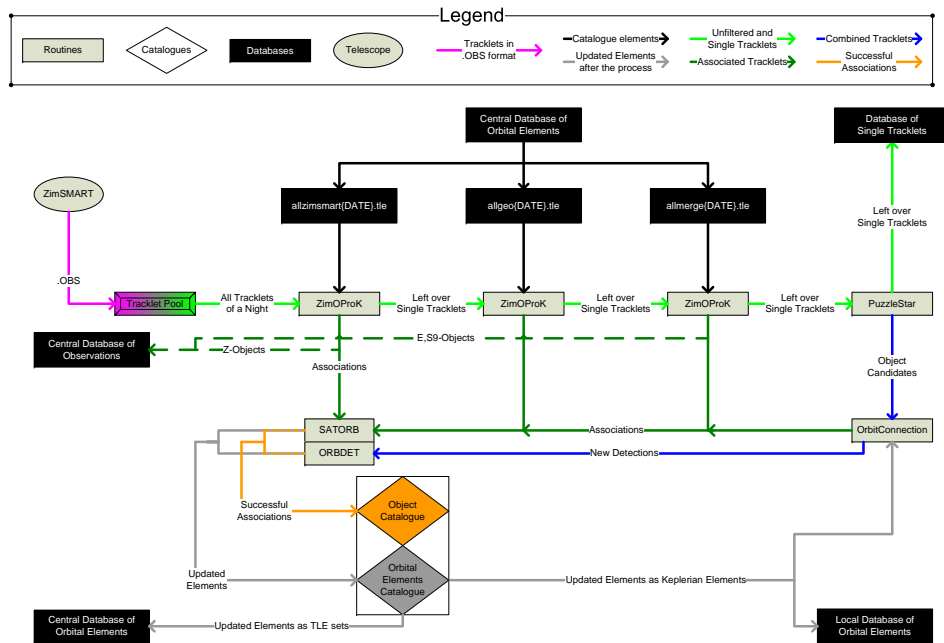 Legend
Routines
Catalogues
Databases
Telescope
Tracklets in
.OBS format
Catalogue elements
Updated Elements
after the process
Unfiltered and
Single Tracklets
Associated Tracklets
Combined Tracklets
Successful
Associations
Central Database of
Orbital Elements
Database of
Single Tracklets
ZimSMART
allzimsmart{DATE}.tle
allgeo{DATE}.tle
allmerge{DATE}.tle
Left over
Single Tracklets
.OBS
Tracklet Pool
All Tracklets
of a Night
ZimOProK
Left over
Single Tracklets
ZimOProK
Left over
Single Tracklets
ZimOProK
Left over
Single Tracklets
PuzzleStar
Central Database of
Observations
E,S9-Objects
Z-Objects
Associations
Object
Candidates
SATORB
Associations
OrbitConnection
ORBDET
New Detections
Successful
Associations
Object
Catalogue
Updated
Elements
Orbital
Elements
Catalogue
Updated Elements as Keplerian Elements
Central Database of
Orbital Elements
Updated Elements as TLE sets
Local Database of
Orbital Elements